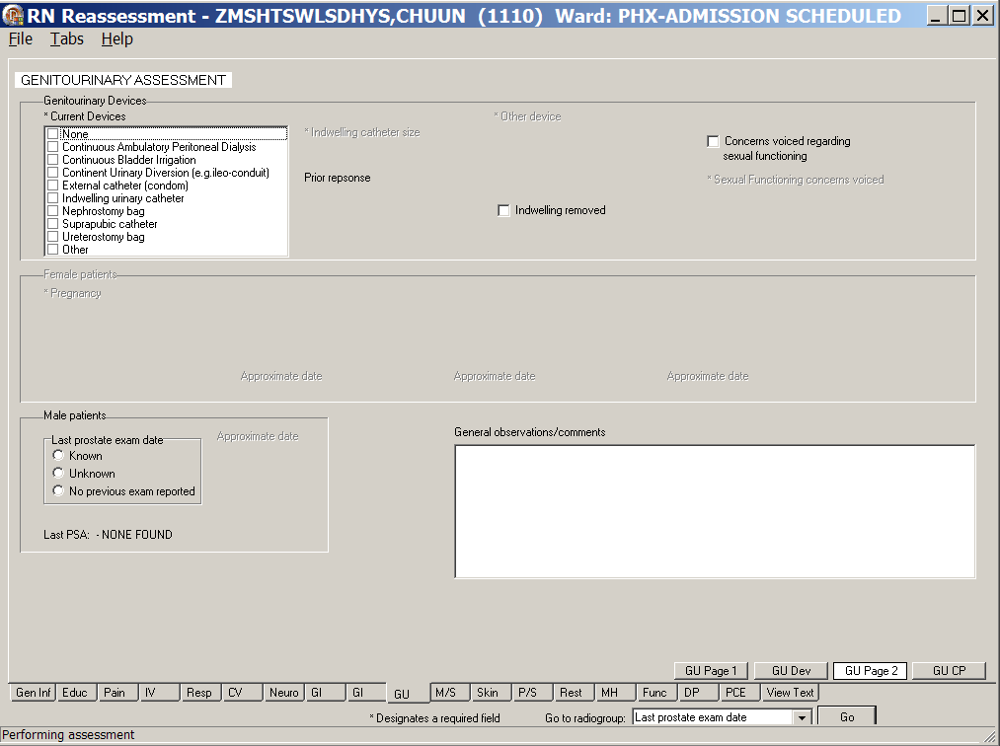 RN Reassessment - ZMSHTSWLSDHYS,CHUUN (1110) Ward: PHX-ADMISSION SCHEDULED
File Tabs Help
GENITOURINARY ASSESSMENT
Genitourinary Devices
* Current Devices
None
Continuous Ambulatory Peritoneal Dialysis
Continuous Bladder Irrigation
Continent Urinary Diversion (e.g.ileo-conduit)
External catheter (condom)
Indwelling urinary catheter
Nephrostomy bag
Suprapubic catheter
Ureterostomy bag
Other
* Indwelling catheter size
Prior repsonse
* Other device
Indwelling removed
Concerns voiced regarding
sexual functioning
* Sexual Functioning concerns voiced
Female patients
* Pregnancy
Approximate date Approximate date Approximate date
Male patients
Last prostate exam date
Known
Unknown
No previous exam reported
Approximate date
Last PSA: - NONE FOUND
General observations/comments
GU Page 1 GU Dev GU Page 2 GU CP
Gen Inf Educ Pain IV Resp CV Neuro GI GI GU M/S Skin P/S Rest MH Func DP PCE View Text
* Designates a required field Go to radiogroup: Last prostate exam date Go
Performing assessment